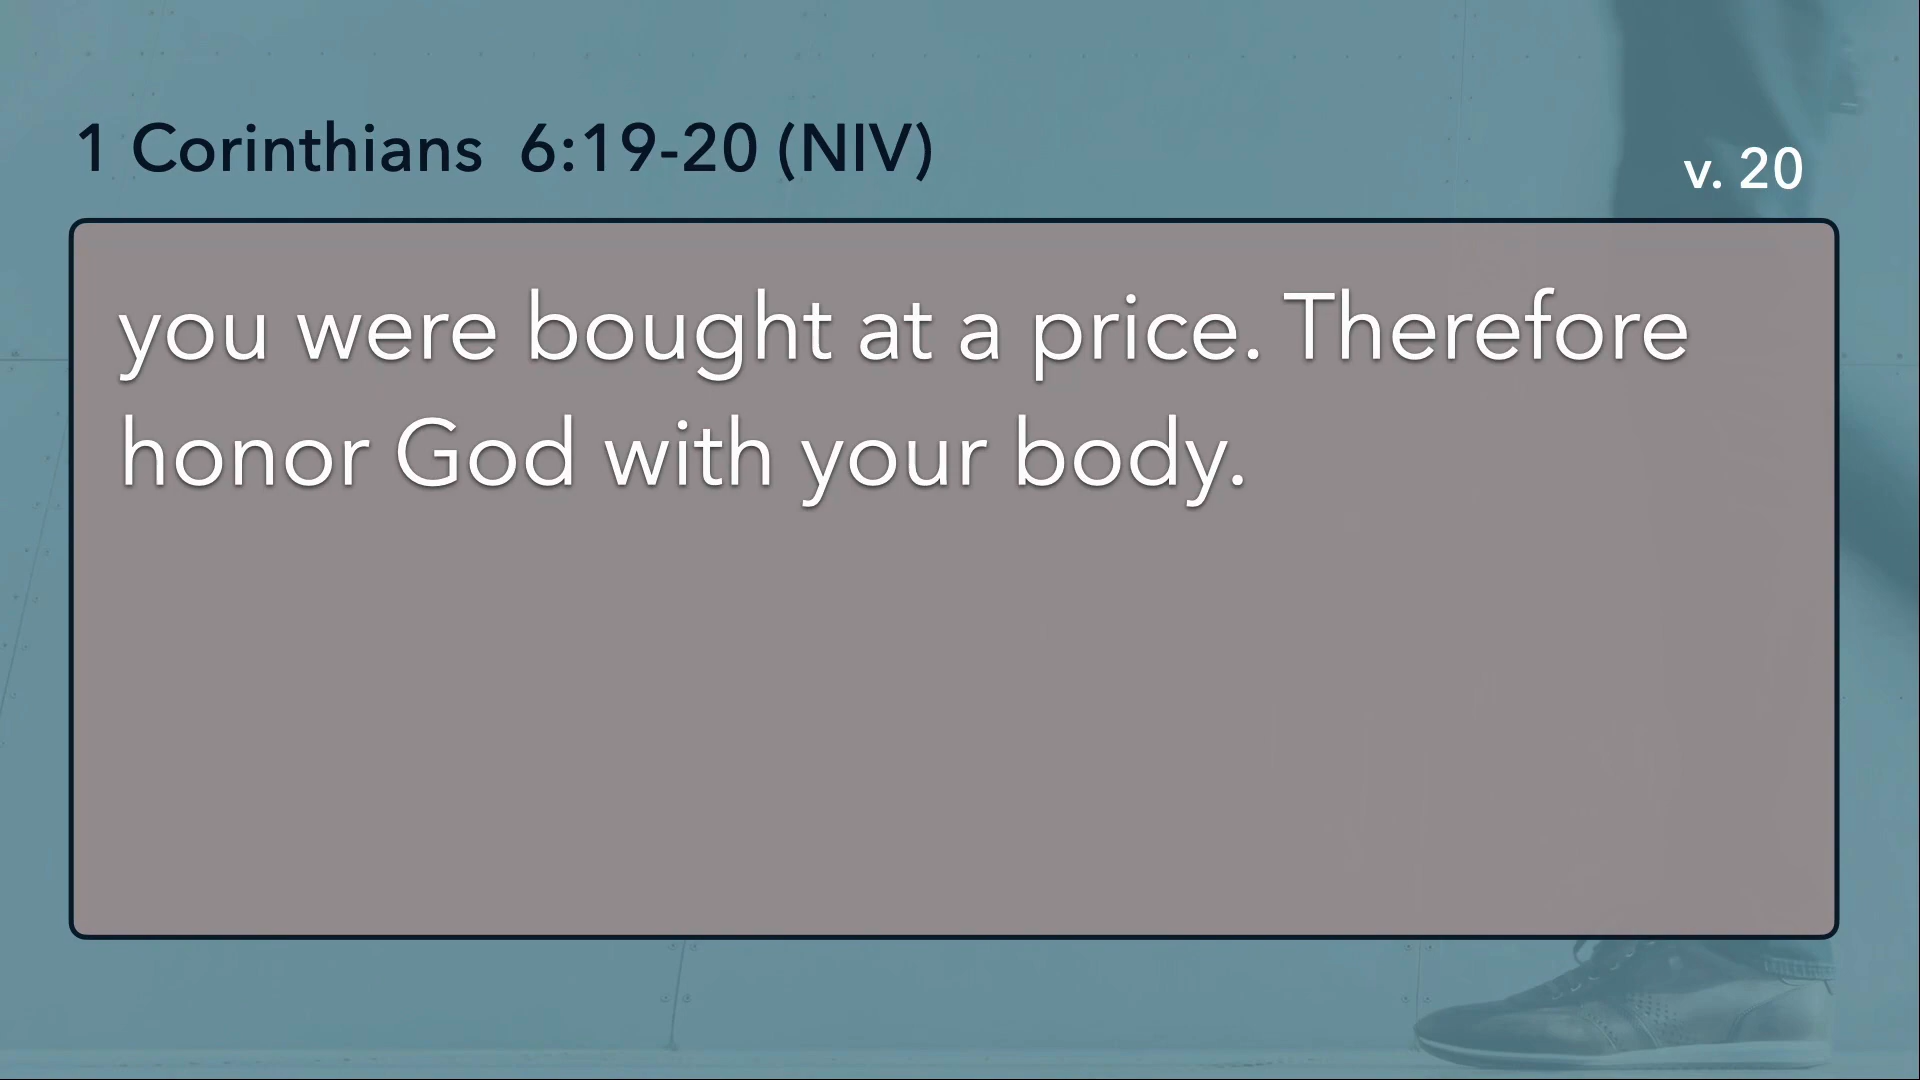 1 Corinthians 6:19-20 (NIV)
v. 20
you were bought at a price. Therefore
honor God with your body.